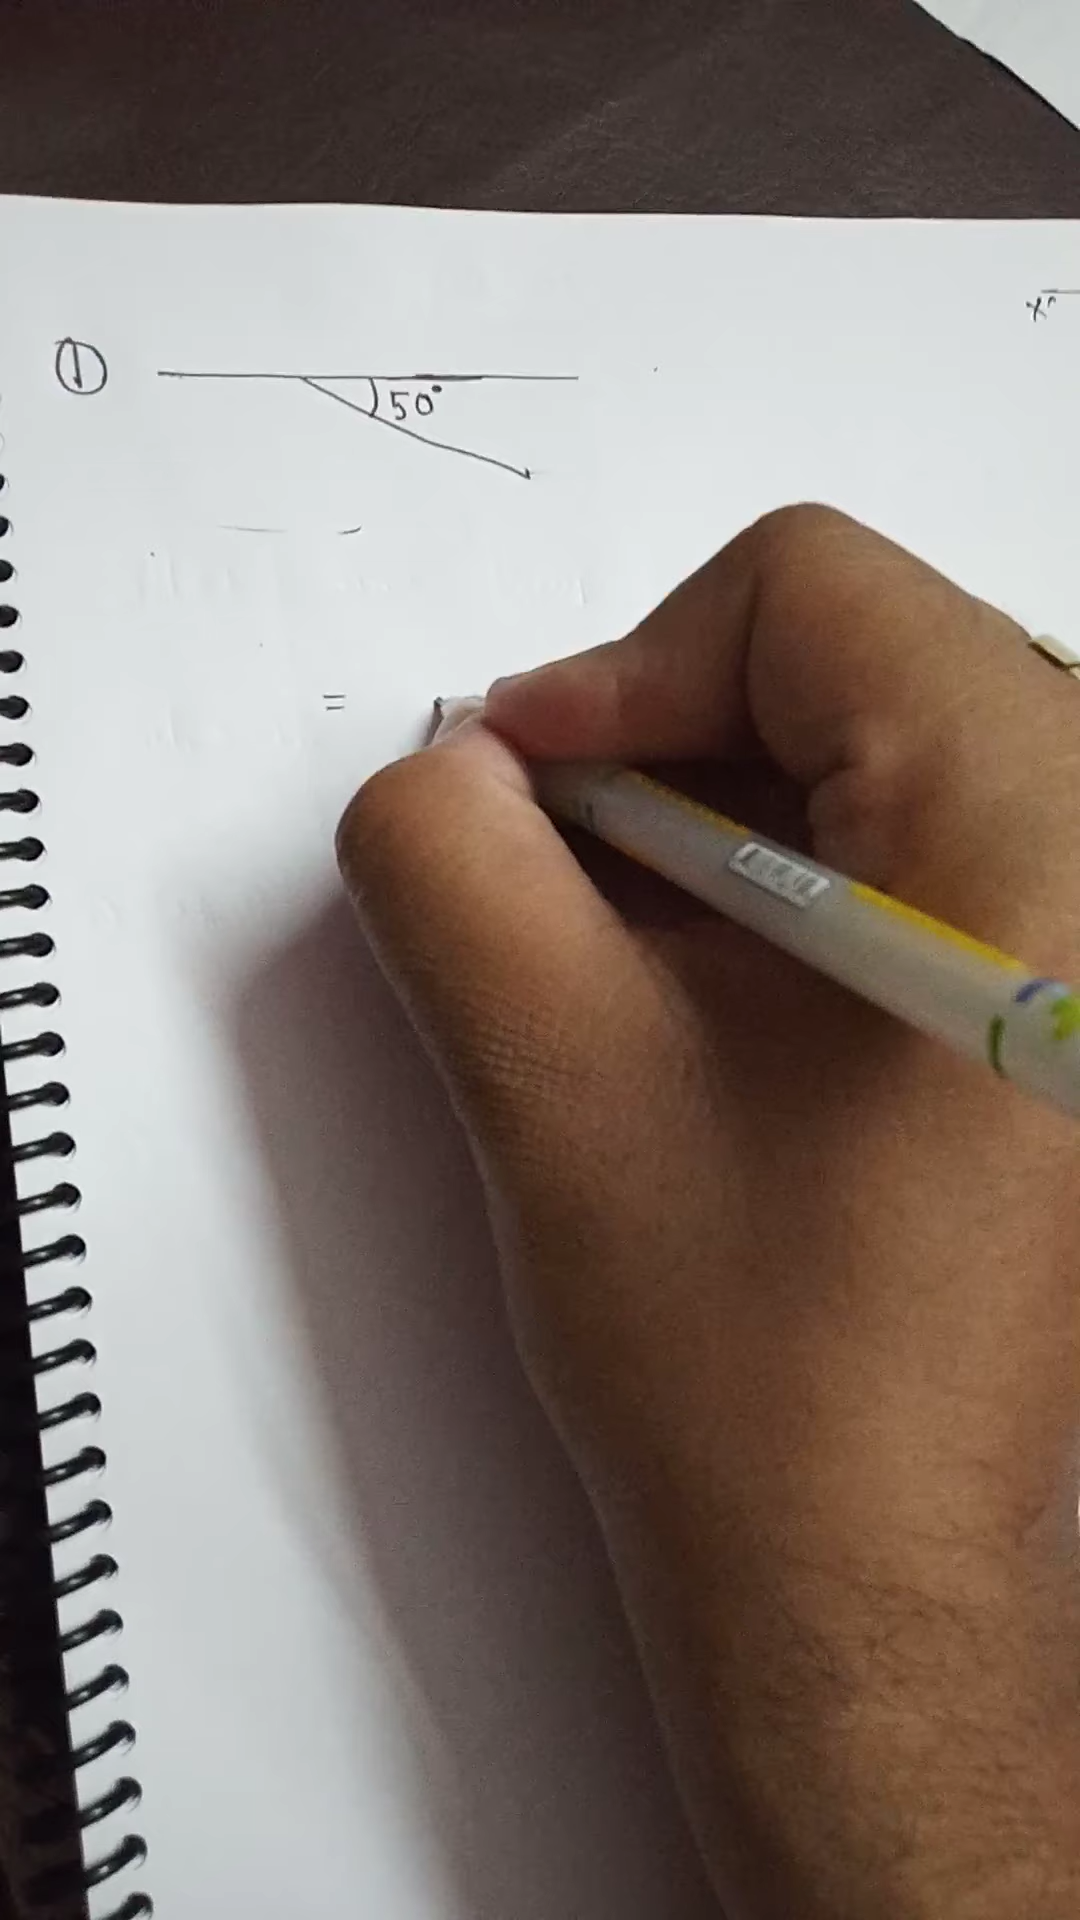 ①
50°
=